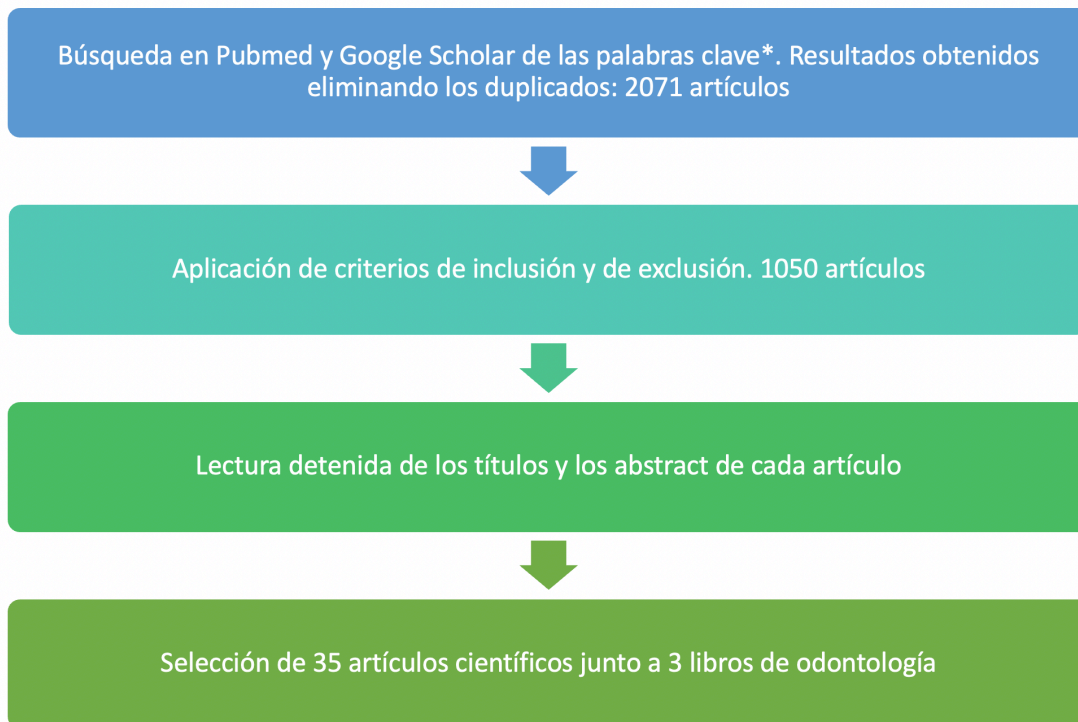 Búsqueda en Pubmed y Google Scholar de las palabras clave*. Resultados obtenidos
eliminando los duplicados: 2071 artículos
Aplicación de criterios de inclusión y de exclusión. 1050 artículos
Lectura detenida de los títulos y los abstract de cada artículo
Selección de 35 artículos científicos junto a 3 libros de odontología